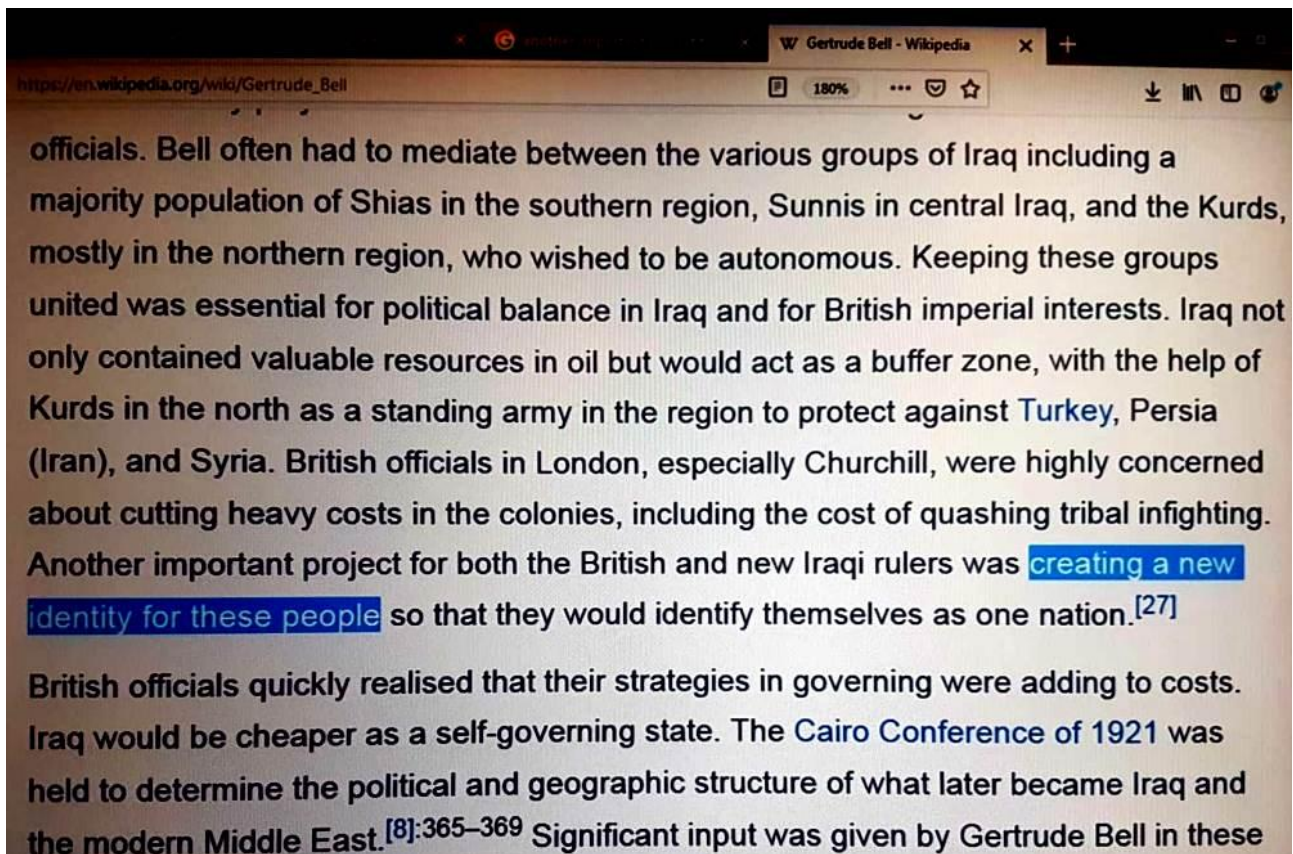 Gertrude Bell - Wikipedia
https://en.wikipedia.org/wiki/Gertrude_Bell
180%
officials. Bell often had to mediate between the various groups of Iraq including a
majority population of Shias in the southern region, Sunnis in central Iraq, and the Kurds,
mostly in the northern region, who wished to be autonomous. Keeping these groups
united was essential for political balance in Iraq and for British imperial interests. Iraq not
only contained valuable resources in oil but would act as a buffer zone, with the help of
Kurds in the north as a standing army in the region to protect against Turkey, Persia
(Iran), and Syria. British officials in London, especially Churchill, were highly concerned
about cutting heavy costs in the colonies, including the cost of quashing tribal infighting.
Another important project for both the British and new Iraqi rulers was creating a new
identity for these people so that they would identify themselves as one nation.[27]
British officials quickly realised that their strategies in governing were adding to costs.
Iraq would be cheaper as a self-governing state. The Cairo Conference of 1921 was
held to determine the political and geographic structure of what later became Iraq and
the modern Middle East.[8]:365–369 Significant input was given by Gertrude Bell in these